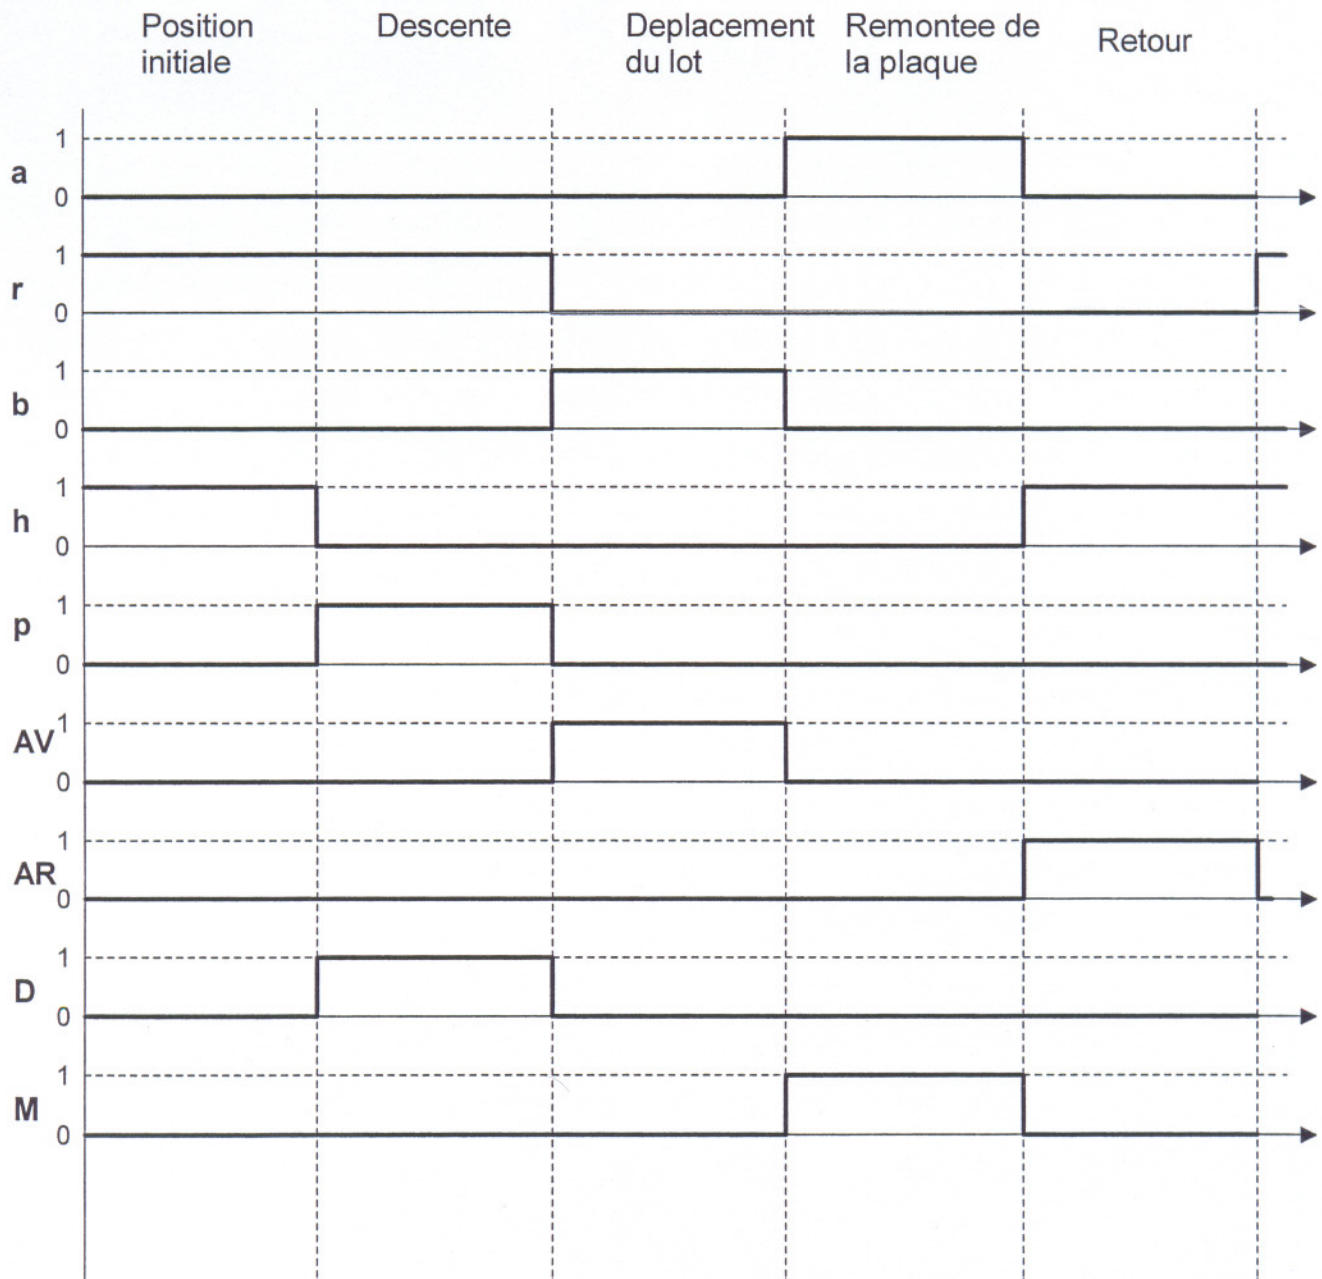 Position
initiale
Descente
Deplacement
du lot
Remontee de
la plaque
Retour
a
1
0
r
1
0
b
1
0
h
1
0
p
1
0
AV
1
0
AR
1
0
D
1
0
M
1
0